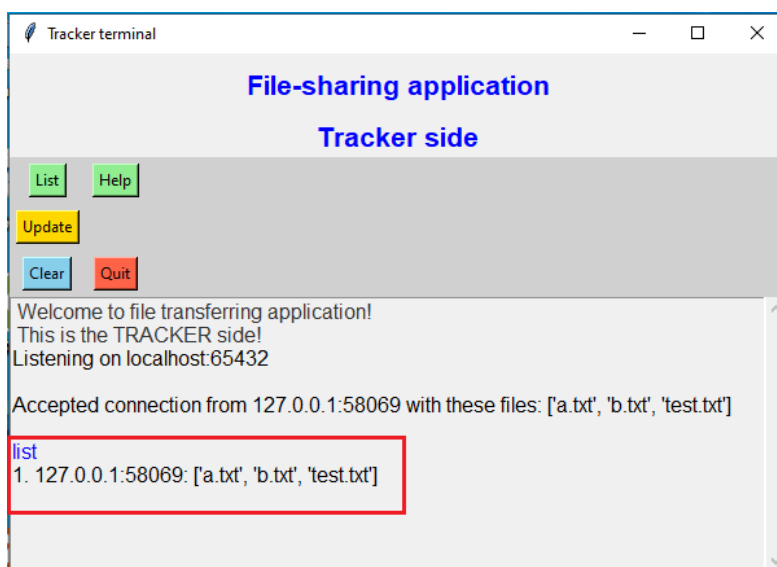 Tracker terminal
File-sharing application
Tracker side
List Help
Update
Clear Quit
Welcome to file transferring application!
This is the TRACKER side!
Listening on localhost:65432
Accepted connection from 127.0.0.1:58069 with these files: ['a.txt', 'b.txt', 'test.txt']
list
1. 127.0.0.1:58069: ['a.txt', 'b.txt', 'test.txt']